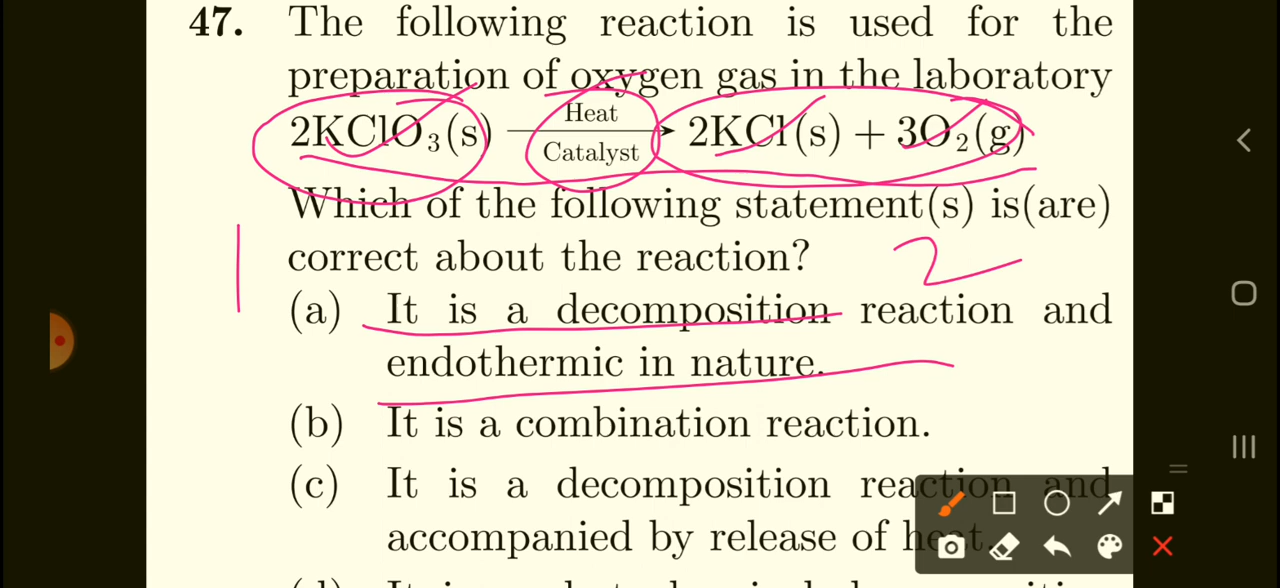 47. The following reaction is used for the
preparation of oxygen gas in the laboratory
2KClO₃(s) Heat Catalyst → 2KCl(s) + 3O₂(g)
Which of the following statement(s) is(are)
correct about the reaction? 2
(a) It is a decomposition reaction and
endothermic in nature.
(b) It is a combination reaction.
(c) It is a decomposition reaction and
accompanied by release of heat.